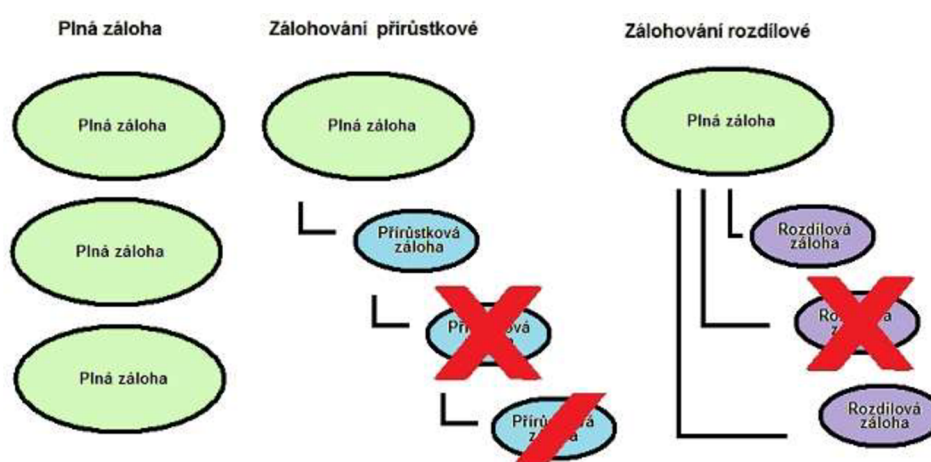 Plná záloha
Plná záloha
Plná záloha
Plná záloha
Zálohování přírůstkové
Plná záloha
Přírůstková
záloha
Přírůstková
Zálohování rozdílové
Plná záloha
Rozdílová
záloha
Rozdílová
záloha